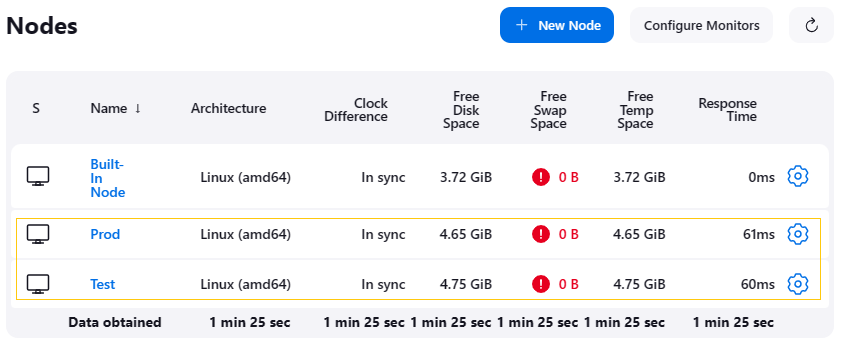 Nodes
+ New Node
Configure Monitors
S Name ↓ Architecture Clock Difference Free Disk Space Free Swap Space Free Temp Space Response Time
Built-In Node Linux (amd64) In sync 3.72 GiB ! 0 B 3.72 GiB 0ms
Prod Linux (amd64) In sync 4.65 GiB ! 0 B 4.65 GiB 61ms
Test Linux (amd64) In sync 4.75 GiB ! 0 B 4.75 GiB 60ms
Data obtained 1 min 25 sec 1 min 25 sec 1 min 25 sec 1 min 25 sec 1 min 25 sec 1 min 25 sec